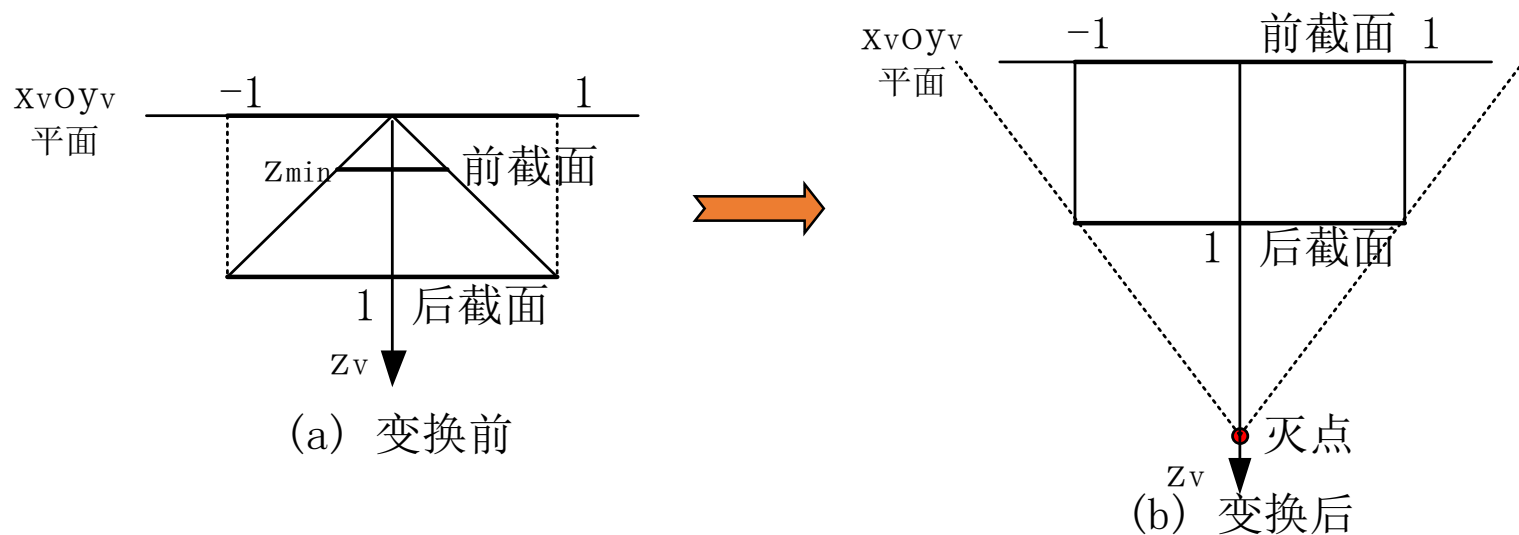 xvoyv
平面
-1
1
zmin
前截面
1
后截面
zv
(a) 变换前
xvoyv
平面
-1
前截面
1
1
后截面
灭点
zv
(b) 变换后